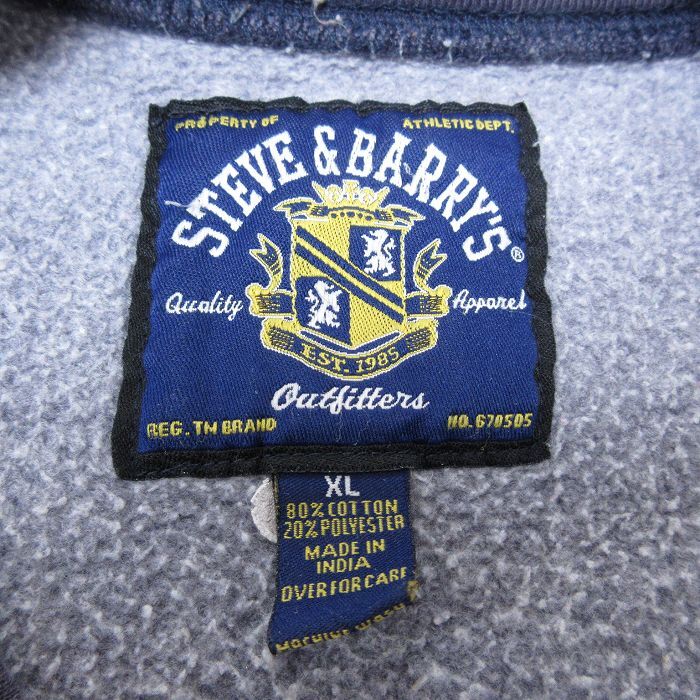 PROPERTY OF ATHLETIC DEPT.
STEVE & BARRY'S®
Quality Apparel
EST. 1985
Outfitters
REG. TM BRAND NO. 670505
XL
80% COTTON
20% POLYESTER
MADE IN
INDIA
OVER FOR CARE